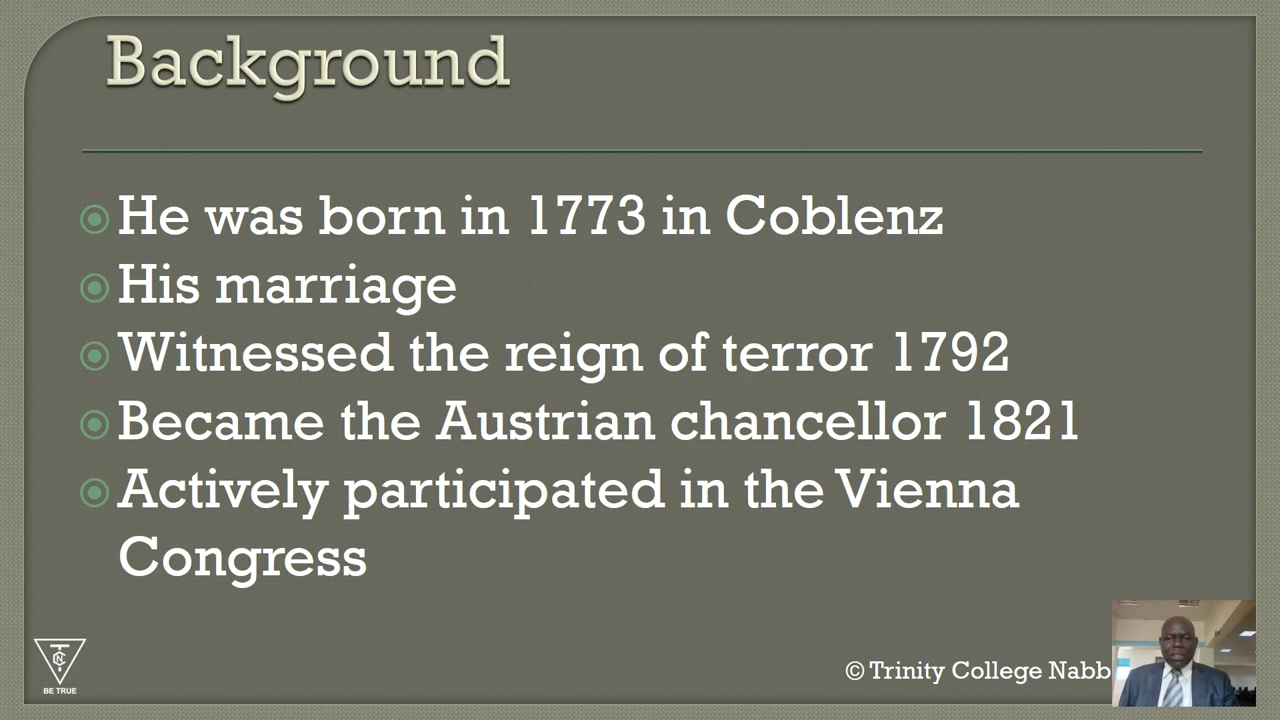 Background
He was born in 1773 in Coblenz
His marriage
Witnessed the reign of terror 1792
Became the Austrian chancellor 1821
Actively participated in the Vienna
Congress
BE TRUE
© Trinity College Nabb